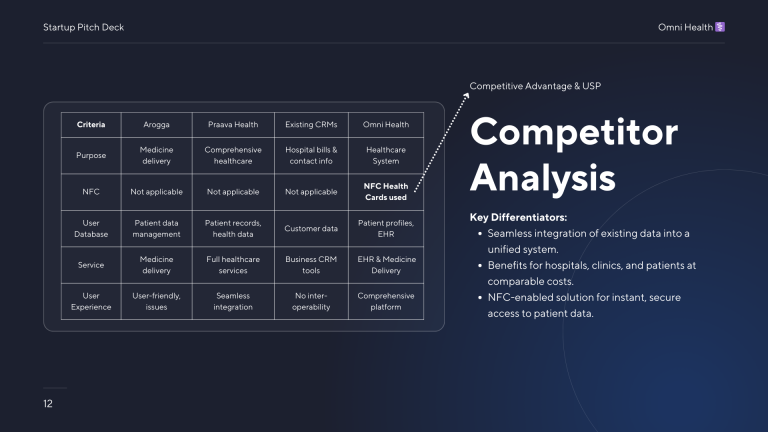 Startup Pitch Deck
Omni Health
Criteria
Arogga
Praava Health
Existing CRMs
Omni Health
Purpose
Medicine
delivery
Comprehensive
healthcare
Hospital bills &
contact info
Healthcare
System
NFC
Not applicable
Not applicable
Not applicable
NFC Health
Cards used
User
Database
Patient data
management
Patient records,
health data
Customer data
Patient profiles,
EHR
Service
Medicine
delivery
Full healthcare
services
Business CRM
tools
EHR & Medicine
Delivery
User
Experience
User-friendly,
issues
Seamless
integration
No inter-
operability
Comprehensive
platform
Competitive Advantage & USP
Competitor
Analysis
Key Differentiators:
• Seamless integration of existing data into a
unified system.
• Benefits for hospitals, clinics, and patients at
comparable costs.
• NFC-enabled solution for instant, secure
access to patient data.
12